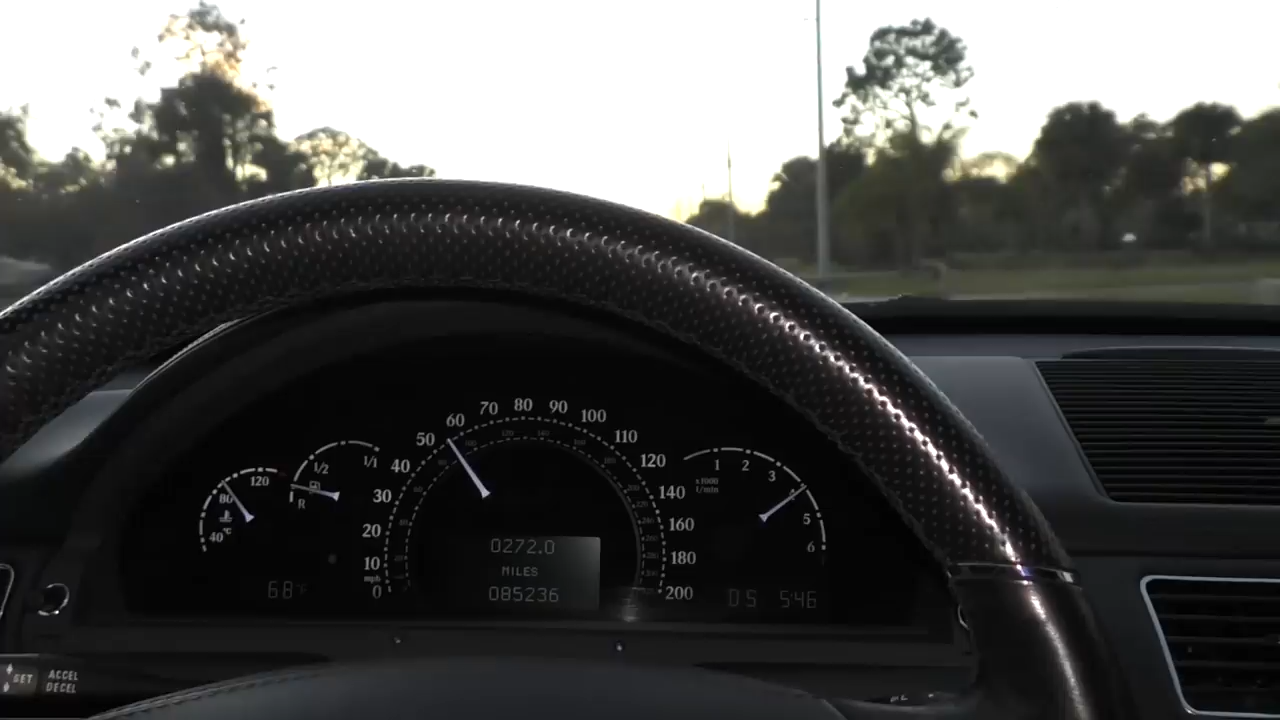 40 °C 80 120
R 1/2 1/1
0 10 20 30 40 50 60 70 80 90 100 110 120 140 160 180 200
mph
x1000
1/min
1 2 3 5 6
0272.0
MILES
085236
68°F
D S 5:46
SET
ACCEL
DECEL